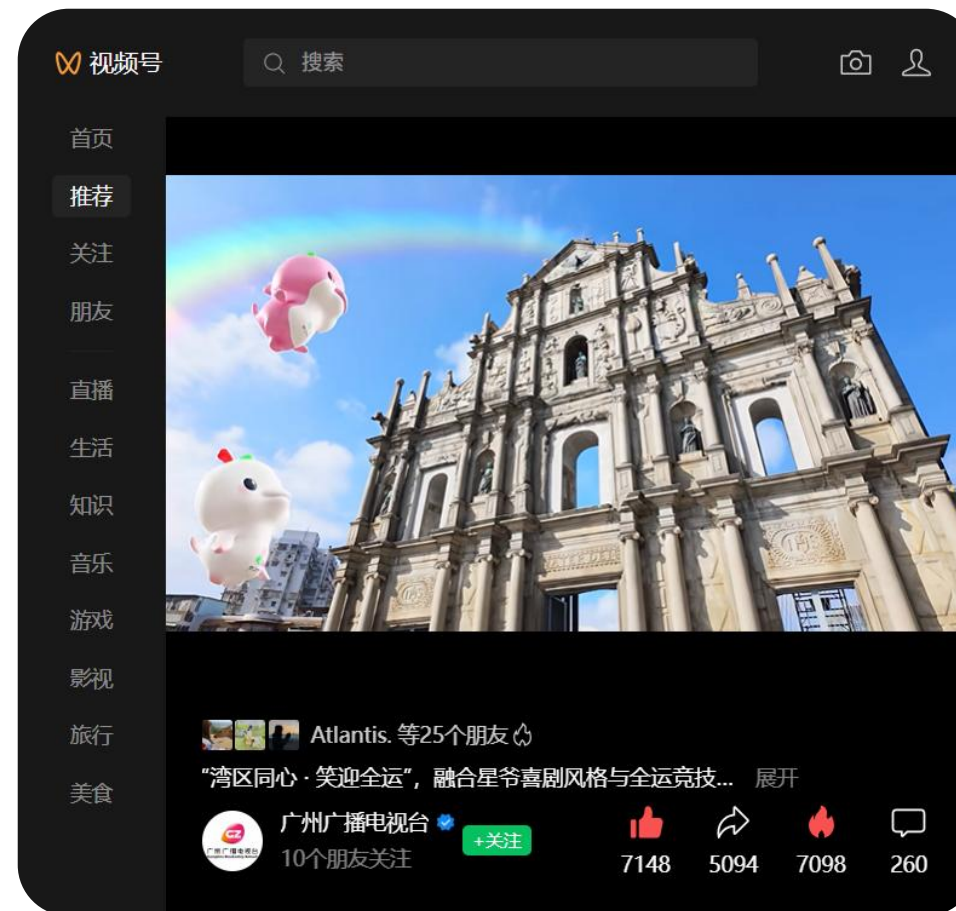 视频号
搜索
首页
推荐
关注
朋友
直播
生活
知识
音乐
游戏
影视
旅行
美食
Atlantis. 等25个朋友
“湾区同心 · 笑迎全运”，融合星爷喜剧风格与全运竞技... 展开
广州广播电视台
+关注
10个朋友关注
7148 5094 7098 260